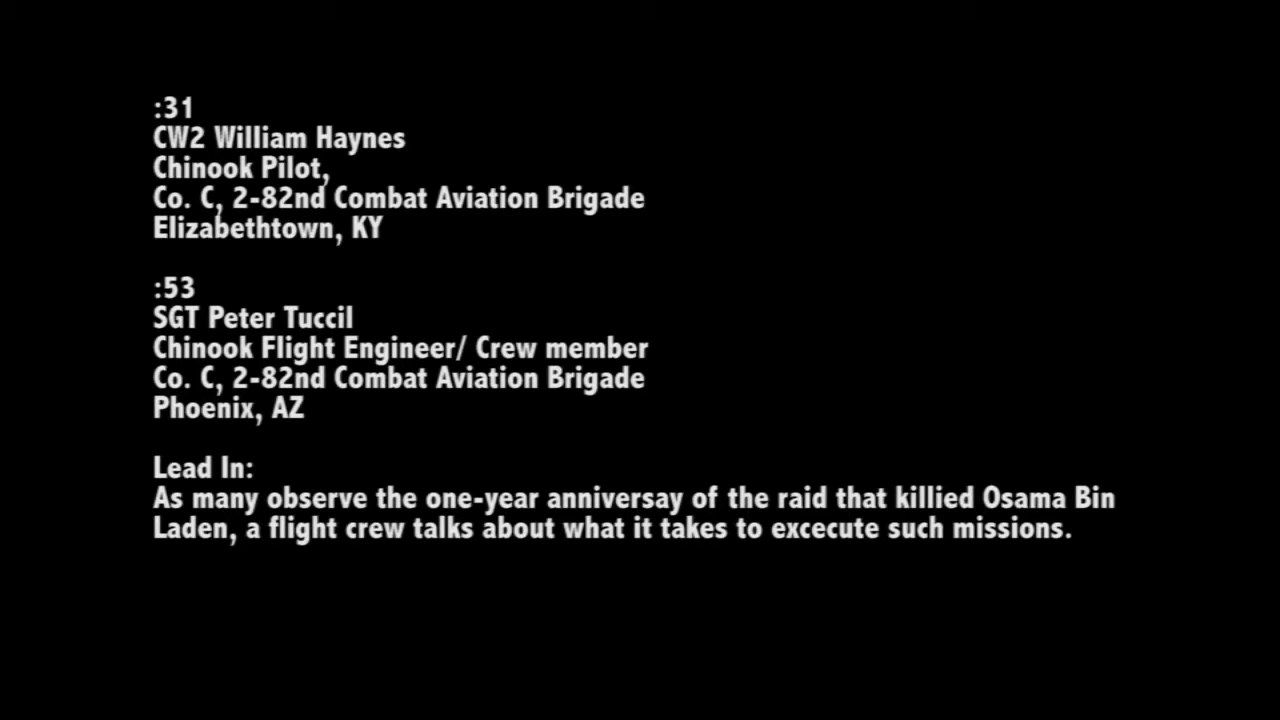 :31
CW2 William Haynes
Chinook Pilot,
Co. C, 2-82nd Combat Aviation Brigade
Elizabethtown, KY
:53
SGT Peter Tuccil
Chinook Flight Engineer/ Crew member
Co. C, 2-82nd Combat Aviation Brigade
Phoenix, AZ
Lead In:
As many observe the one-year anniversay of the raid that killied Osama Bin
Laden, a flight crew talks about what it takes to excecute such missions.